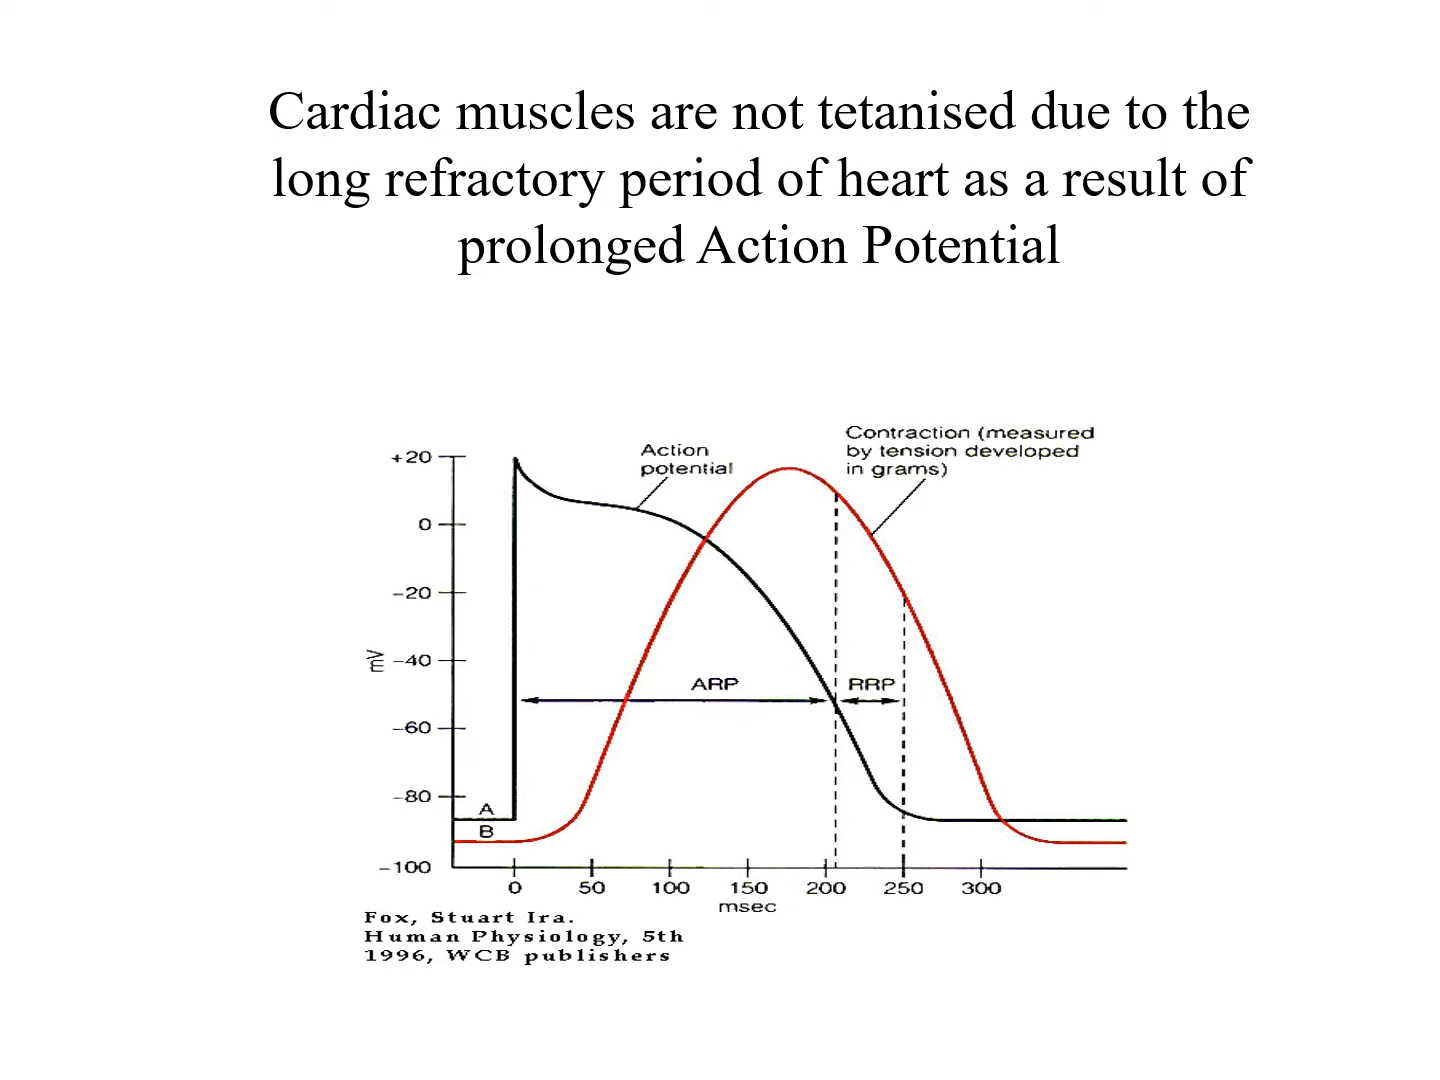 Cardiac muscles are not tetanised due to the
long refractory period of heart as a result of
prolonged Action Potential
Contraction (measured
by tension developed
in grams)
Action
potential
+20
0
−20
−40
−60
−80
−100
mV
ARP
RRP
A
B
0 50 100 150 200 250 300
msec
Fox, Stuart Ira.
Human Physiology, 5th
1996, WCB publishers